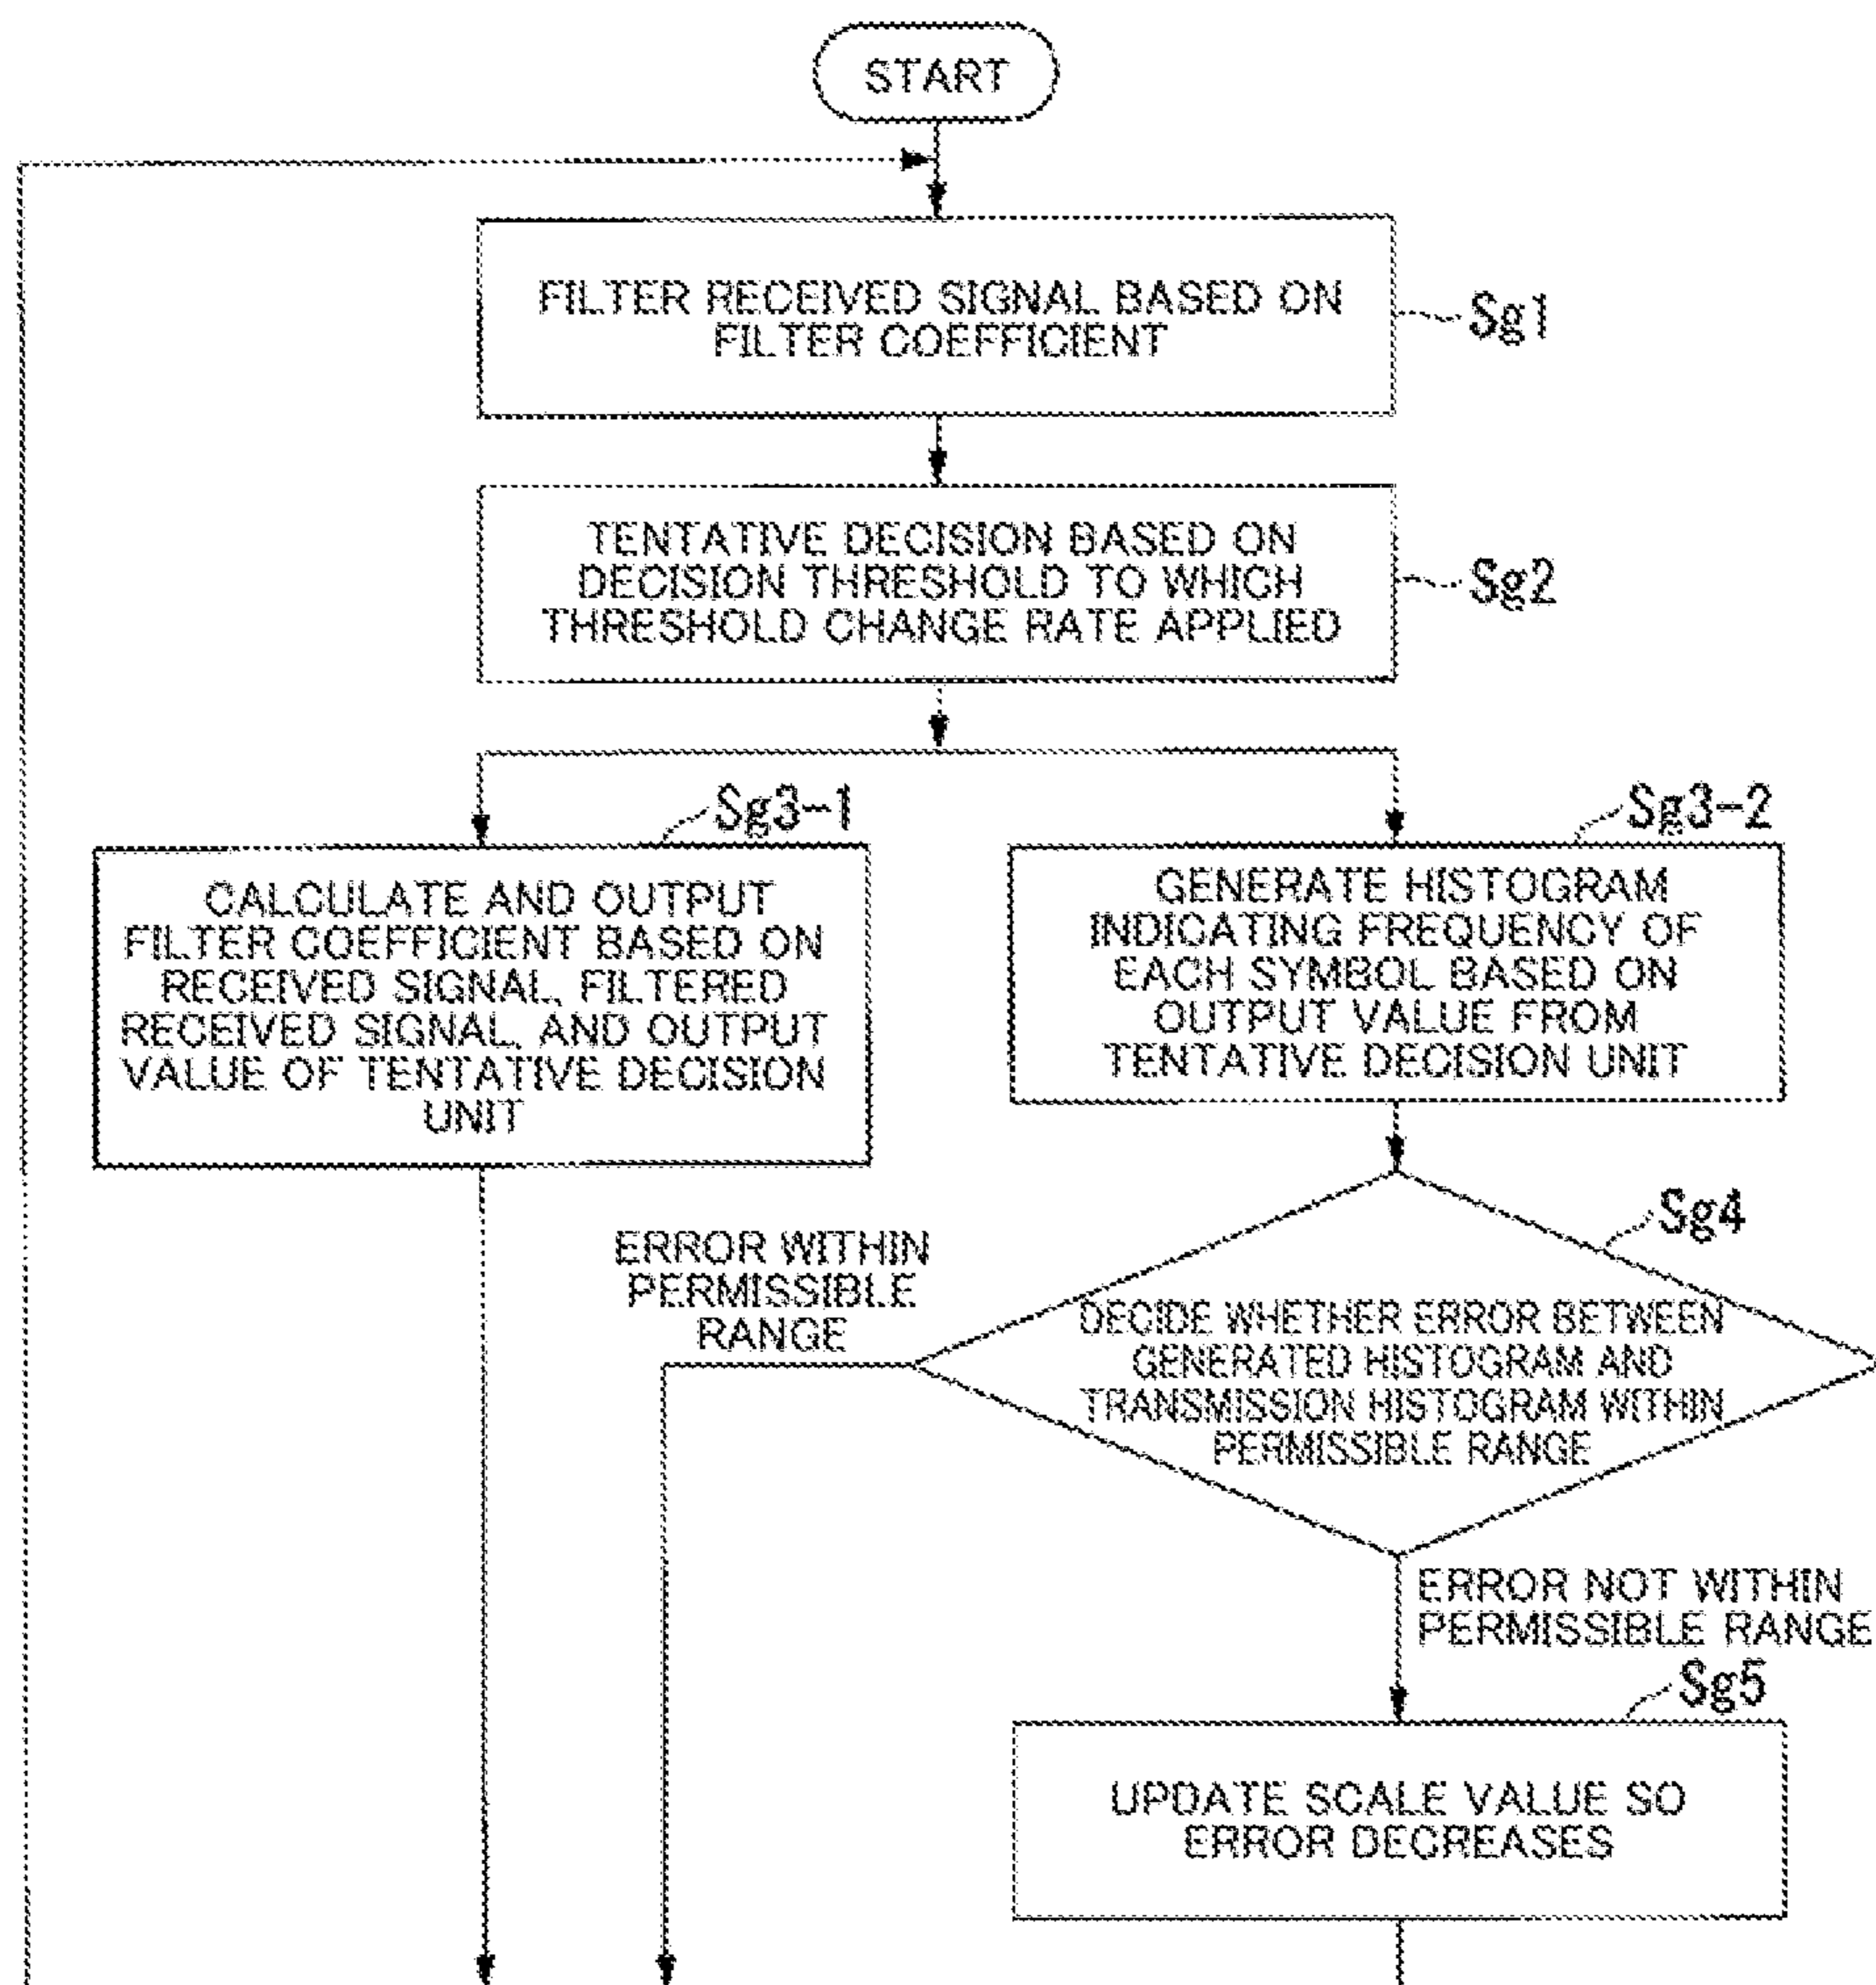 START
FILTER RECEIVED SIGNAL BASED ON
FILTER COEFFICIENT
Sg1
TENTATIVE DECISION BASED ON
DECISION THRESHOLD TO WHICH
THRESHOLD CHANGE RATE APPLIED
Sg2
Sg3-1
CALCULATE AND OUTPUT
FILTER COEFFICIENT BASED ON
RECEIVED SIGNAL, FILTERED
RECEIVED SIGNAL, AND OUTPUT
VALUE OF TENTATIVE DECISION
UNIT
Sg3-2
GENERATE HISTOGRAM
INDICATING FREQUENCY OF
EACH SYMBOL BASED ON
OUTPUT VALUE FROM
TENTATIVE DECISION UNIT
Sg4
ERROR WITHIN
PERMISSIBLE
RANGE
DECIDE WHETHER ERROR BETWEEN
GENERATED HISTOGRAM AND
TRANSMISSION HISTOGRAM WITHIN
PERMISSIBLE RANGE
ERROR NOT WITHIN
PERMISSIBLE RANGE
Sg5
UPDATE SCALE VALUE SO
ERROR DECREASES